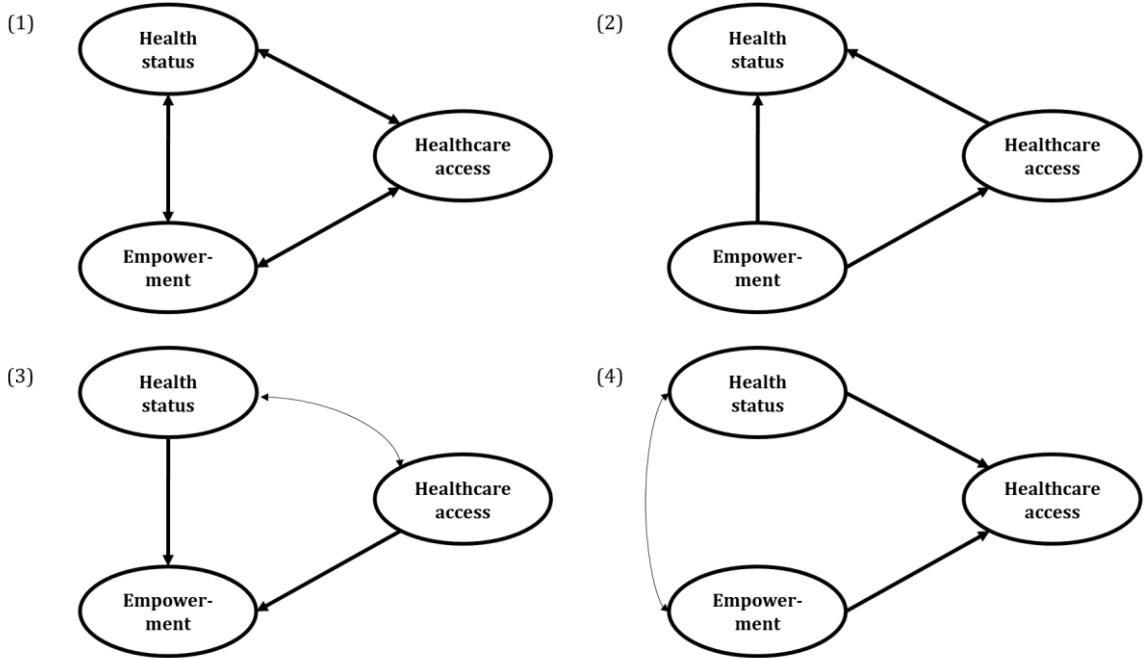 (1)
Health
status
Healthcare
access
Empower-
ment
(2)
Health
status
Healthcare
access
Empower-
ment
(3)
Health
status
Healthcare
access
Empower-
ment
(4)
Health
status
Healthcare
access
Empower-
ment